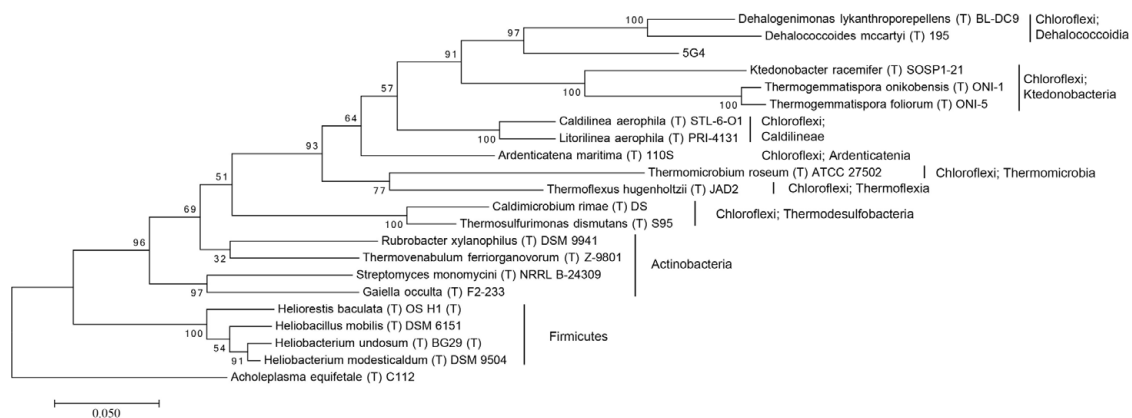 100
Dehalogenimonas lykanthroporepellens (T) BL-DC9
Chloroflexi;
Dehalococcoidia
97
Dehalococcoides mccartyi (T) 195
91
5G4
Ktedonobacter racemifer (T) SOSP1-21
Chloroflexi;
Ktedonobacteria
100
Thermogemmatispora onikobensis (T) ONI-1
57
100
Thermogemmatispora foliorum (T) ONI-5
Caldilinea aerophila (T) STL-6-O1
Chloroflexi;
Caldilineae
64
100
Litorilinea aerophila (T) PRI-4131
93
Ardenticatena maritima (T) 110S
Chloroflexi; Ardenticatenia
Thermomicrobium roseum (T) ATCC 27502
Chloroflexi; Thermomicrobia
51
77
Thermoflexus hugenholtzii (T) JAD2
Chloroflexi; Thermoflexia
69
Caldimicrobium rimae (T) DS
Chloroflexi; Thermodesulfobacteria
100
Thermosulfurimonas dismutans (T) S95
96
Rubrobacter xylanophilus (T) DSM 9941
32
Thermovenabulum ferriorganovorum (T) Z-9801
Actinobacteria
Streptomyces monomycini (T) NRRL B-24309
97
Gaiella occulta (T) F2-233
Heliorestis baculata (T) OS H1 (T)
100
Heliobacillus mobilis (T) DSM 6151
Firmicutes
54
Heliobacterium undosum (T) BG29 (T)
91
Heliobacterium modesticaldum (T) DSM 9504
Acholeplasma equifetale (T) C112
0.050